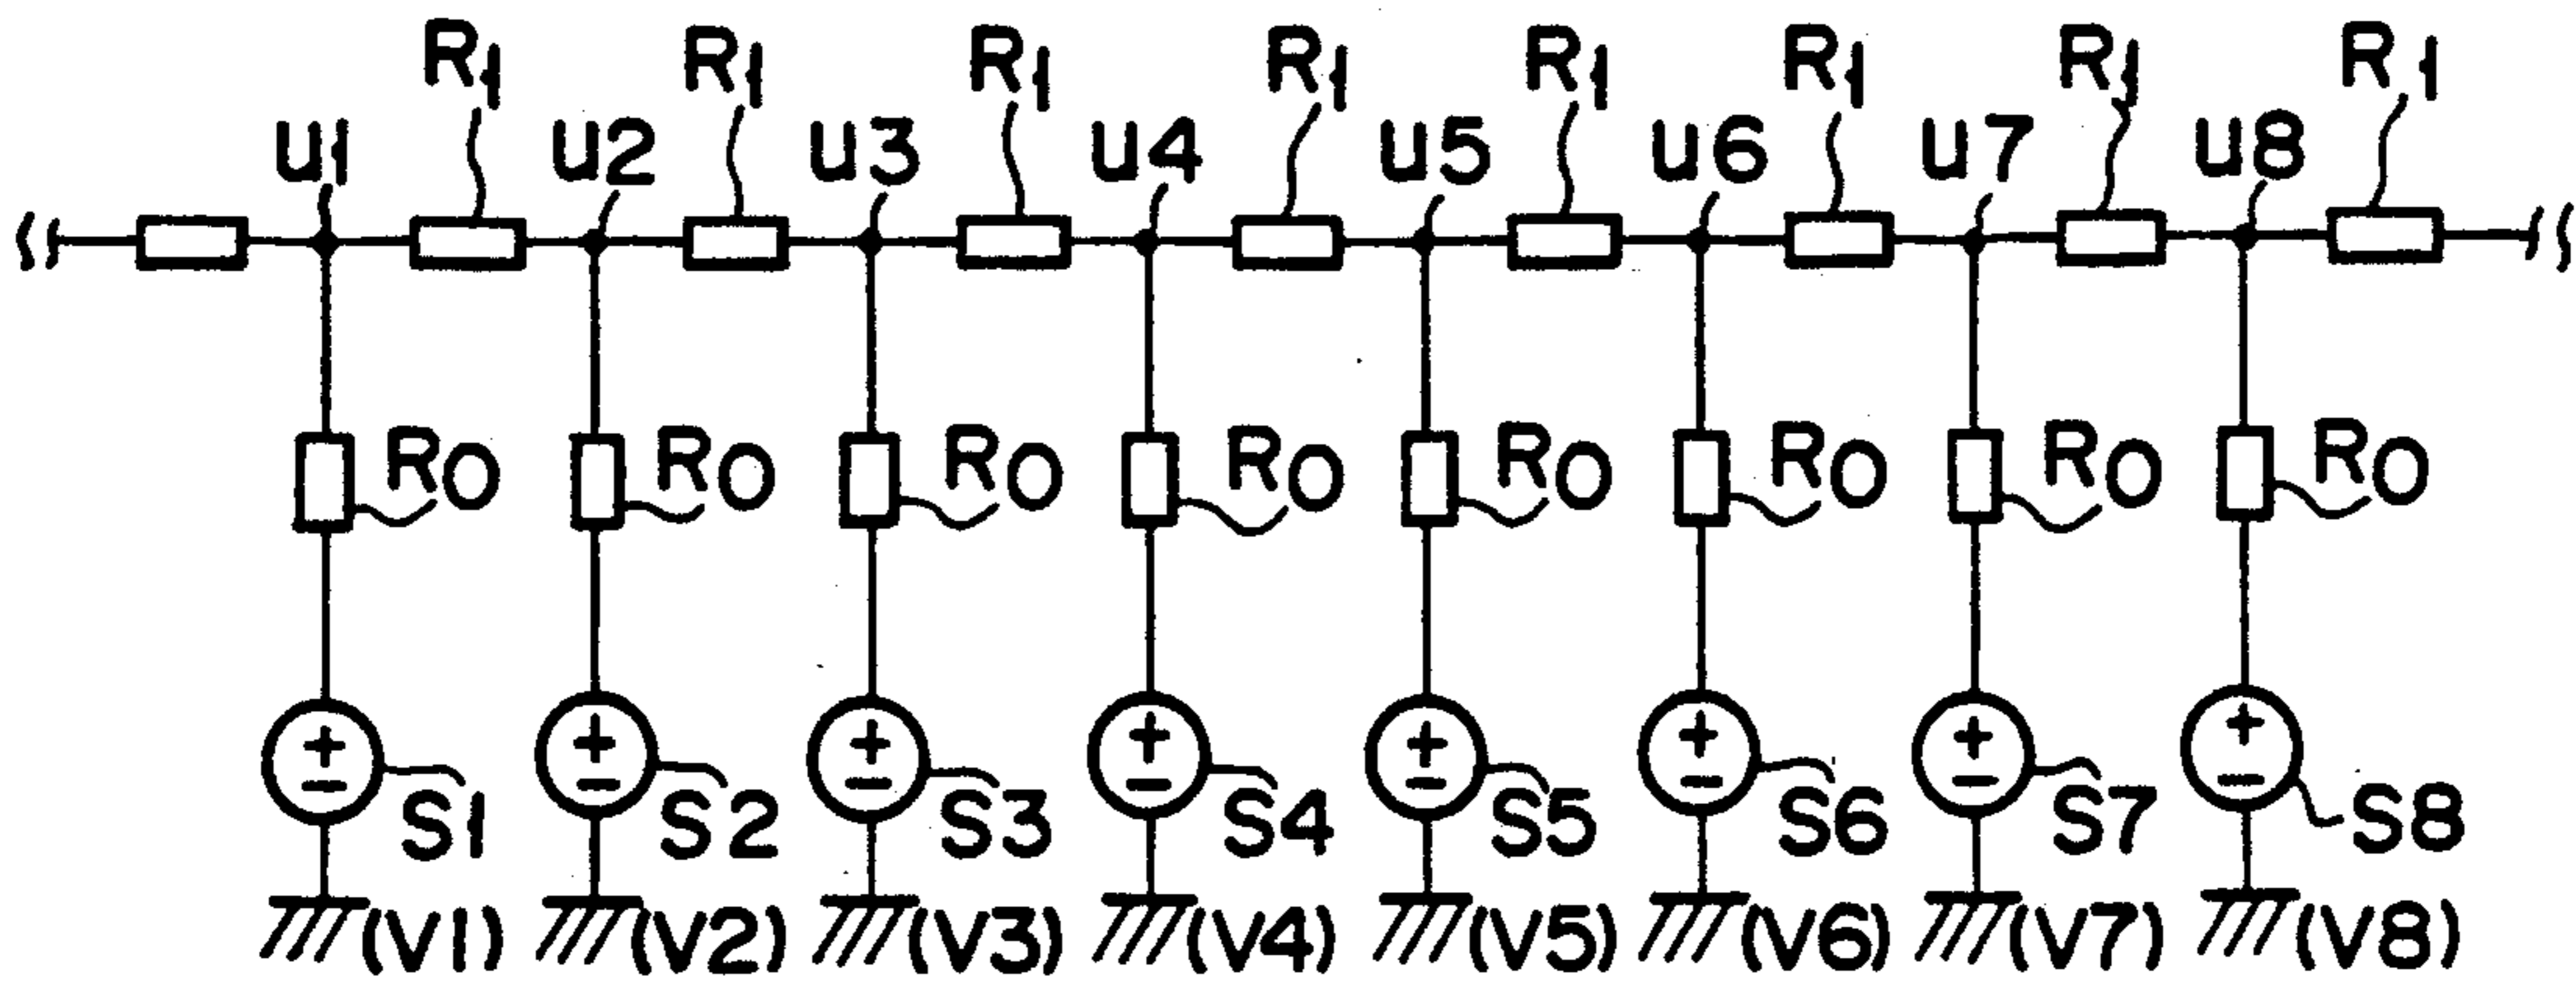 R1 R1 R1 R1 R1 R1 R1 R1
u1 u2 u3 u4 u5 u6 u7 u8
R0 R0 R0 R0 R0 R0 R0 R0
+ + + + + + + +
− − − − − − − −
S1 S2 S3 S4 S5 S6 S7 S8
(V1) (V2) (V3) (V4) (V5) (V6) (V7) (V8)